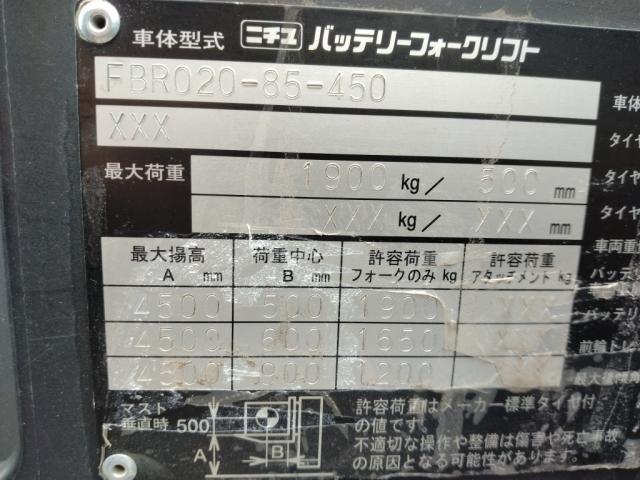 車体型式 ニチユ バッテリーフォークリフト
FBR020-85-450
XXX
最大荷重 1900 kg／ 500 mm
XXX kg／ XXX mm
最大揚高 A mm 荷重中心 B mm 許容荷重 フォークのみ kg 許容荷重 アタッチメント kg
4500 500 1900 XXX
4500 600 1650 XX
4500 900 1200
マスト垂直時 500 A B
許容荷重はメーカー標準タイヤ付
の値です。
不適切な操作や整備は傷害や死亡事故
の原因となる可能性があります。
車体
タイヤ
タイヤ
タイヤ
車両重
バッテ
バッテリ
前輪トレ